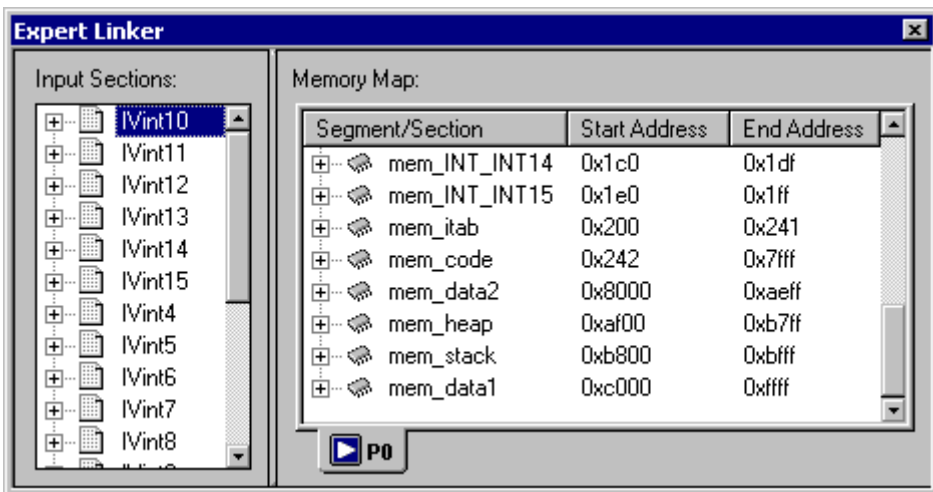 Expert Linker
Input Sections:
IVint10
IVint11
IVint12
IVint13
IVint14
IVint15
IVint4
IVint5
IVint6
IVint7
IVint8
Memory Map:
Segment/Section Start Address End Address
mem_INT_INT14 0x1c0 0x1df
mem_INT_INT15 0x1e0 0x1ff
mem_itab 0x200 0x241
mem_code 0x242 0x7fff
mem_data2 0x8000 0xaeff
mem_heap 0xaf00 0xb7ff
mem_stack 0xb800 0xbfff
mem_data1 0xc000 0xffff
P0